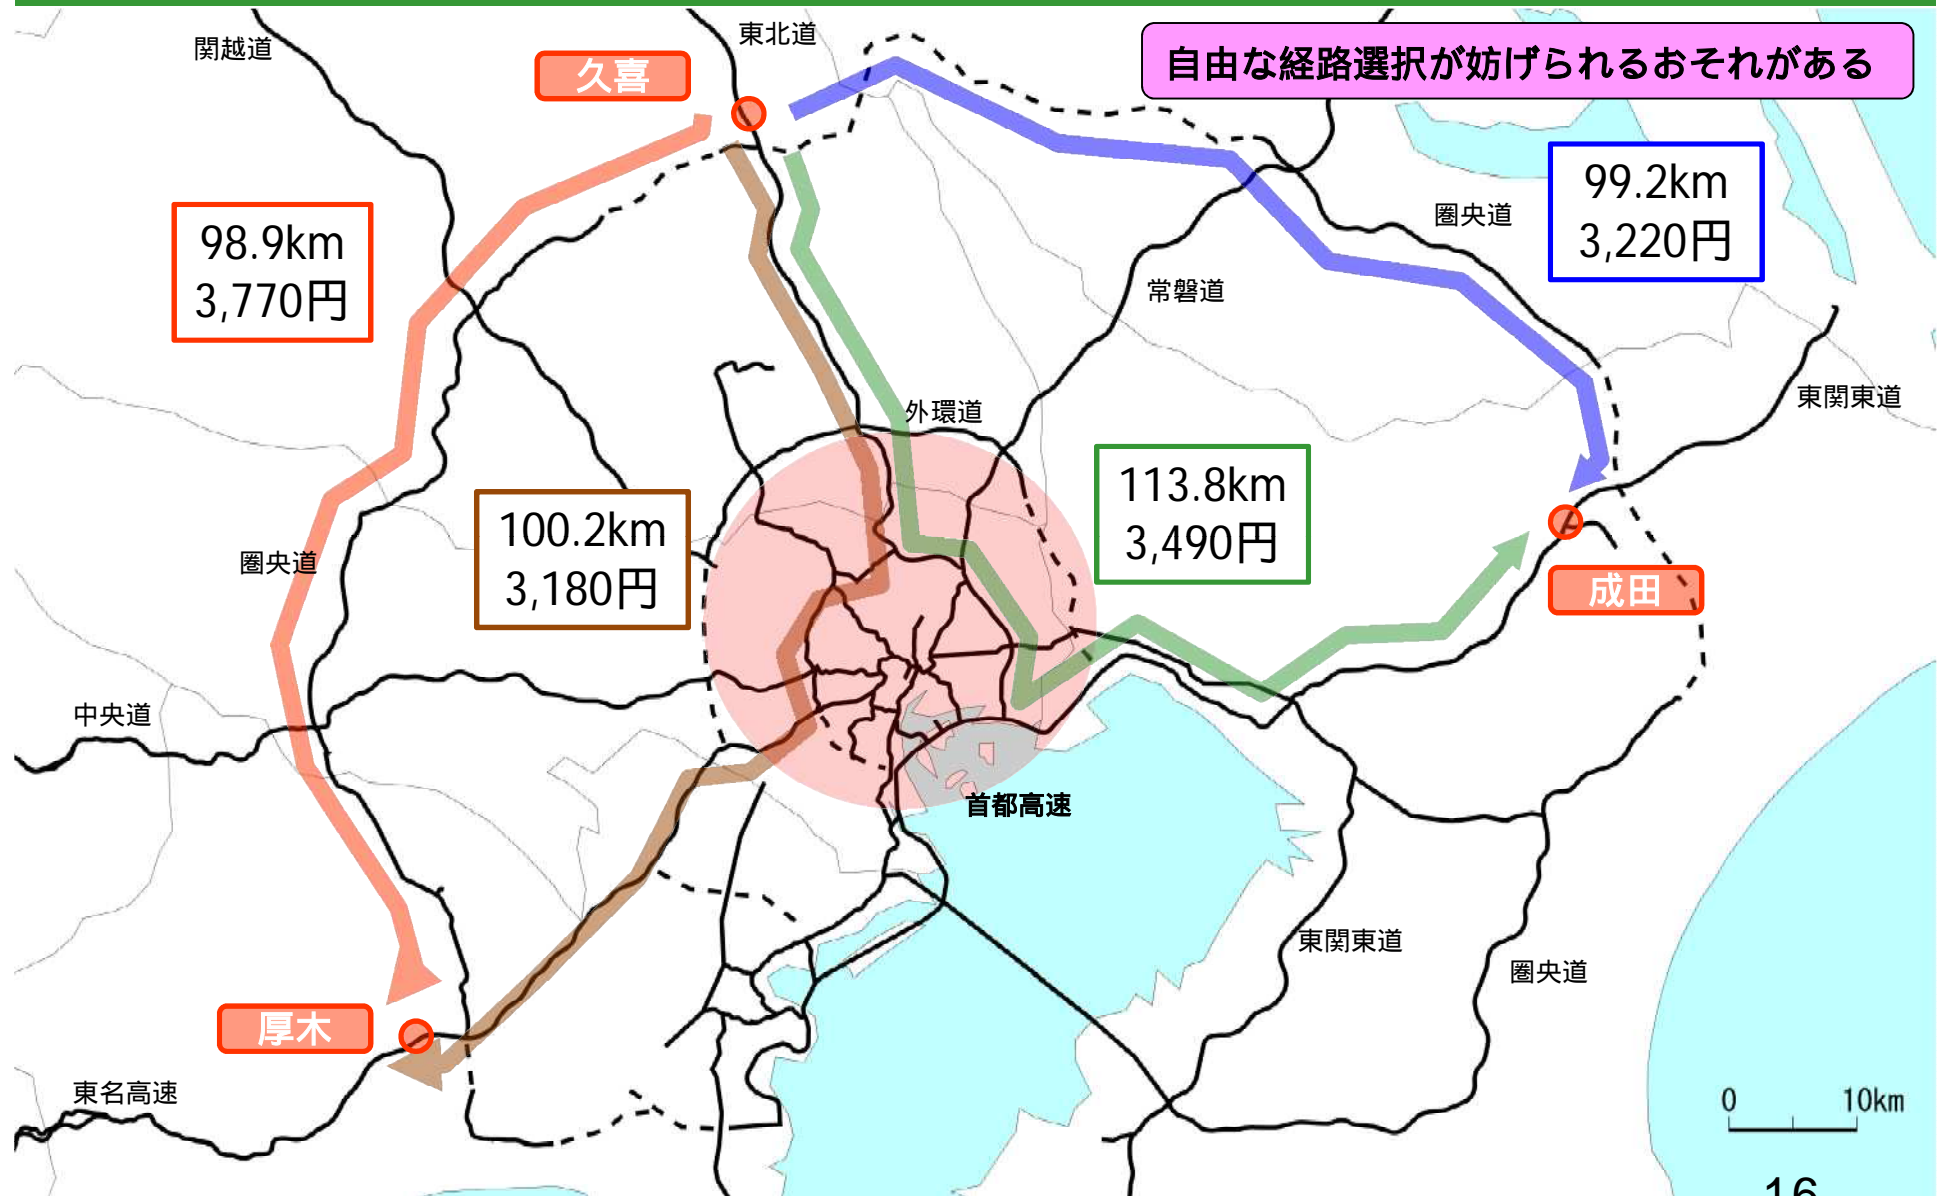 関越道
東北道
久喜
自由な経路選択が妨げられるおそれがある
99.2km
3,220円
圏央道
98.9km
3,770円
常磐道
東関東道
外環道
113.8km
3,490円
100.2km
3,180円
圏央道
成田
中央道
首都高速
東関東道
圏央道
厚木
東名高速
0 10km
16